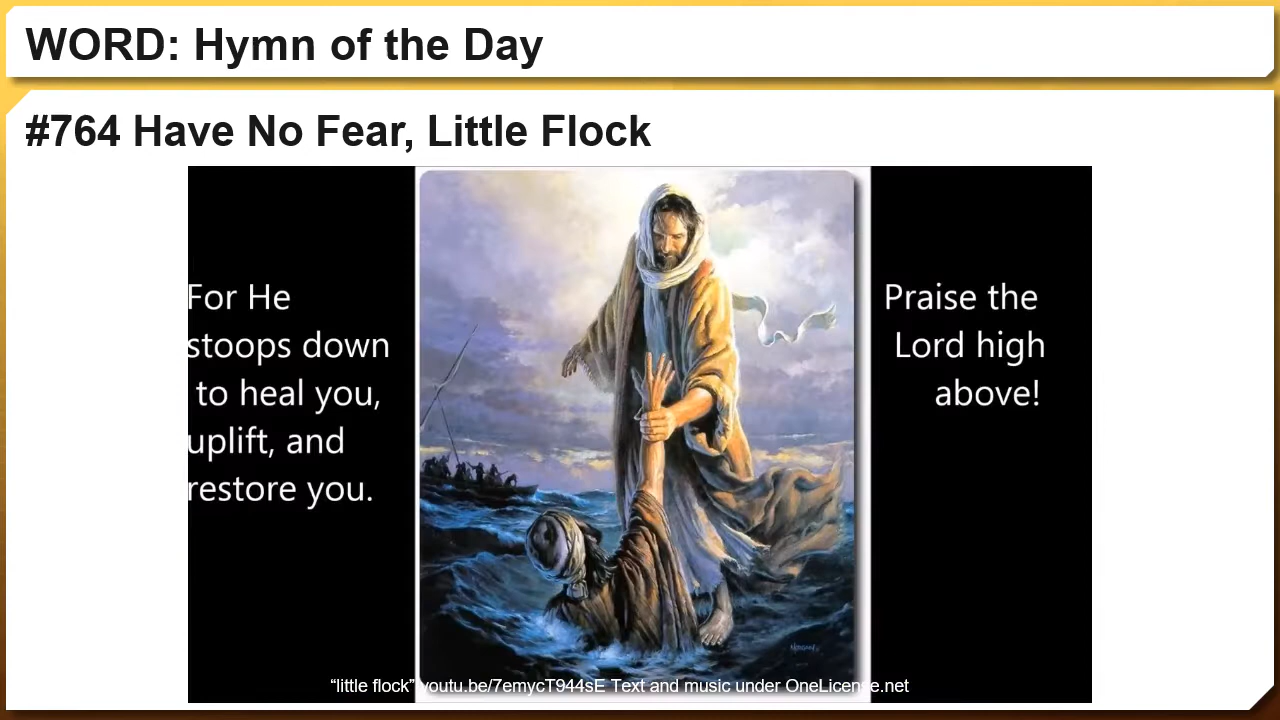 WORD: Hymn of the Day
#764 Have No Fear, Little Flock
For He
stoops down
to heal you,
uplift, and
restore you.
Praise the
Lord high
above!
“little flock” youtu.be/7emycT944sE Text and music under OneLicense.net